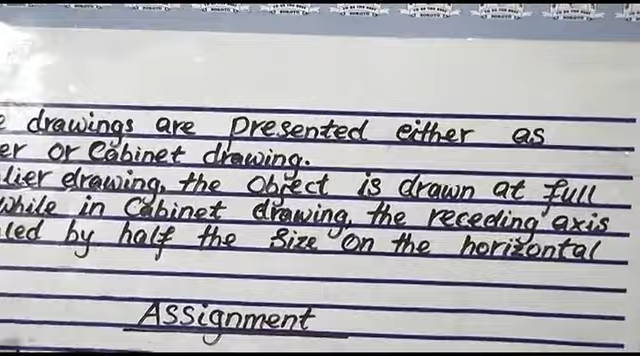 e drawings are presented either as
er or Cabinet drawing.
lier drawing, the object is drawn at full
while in Cabinet drawing, the receding axis
led by half the size on the horizontal
Assignment